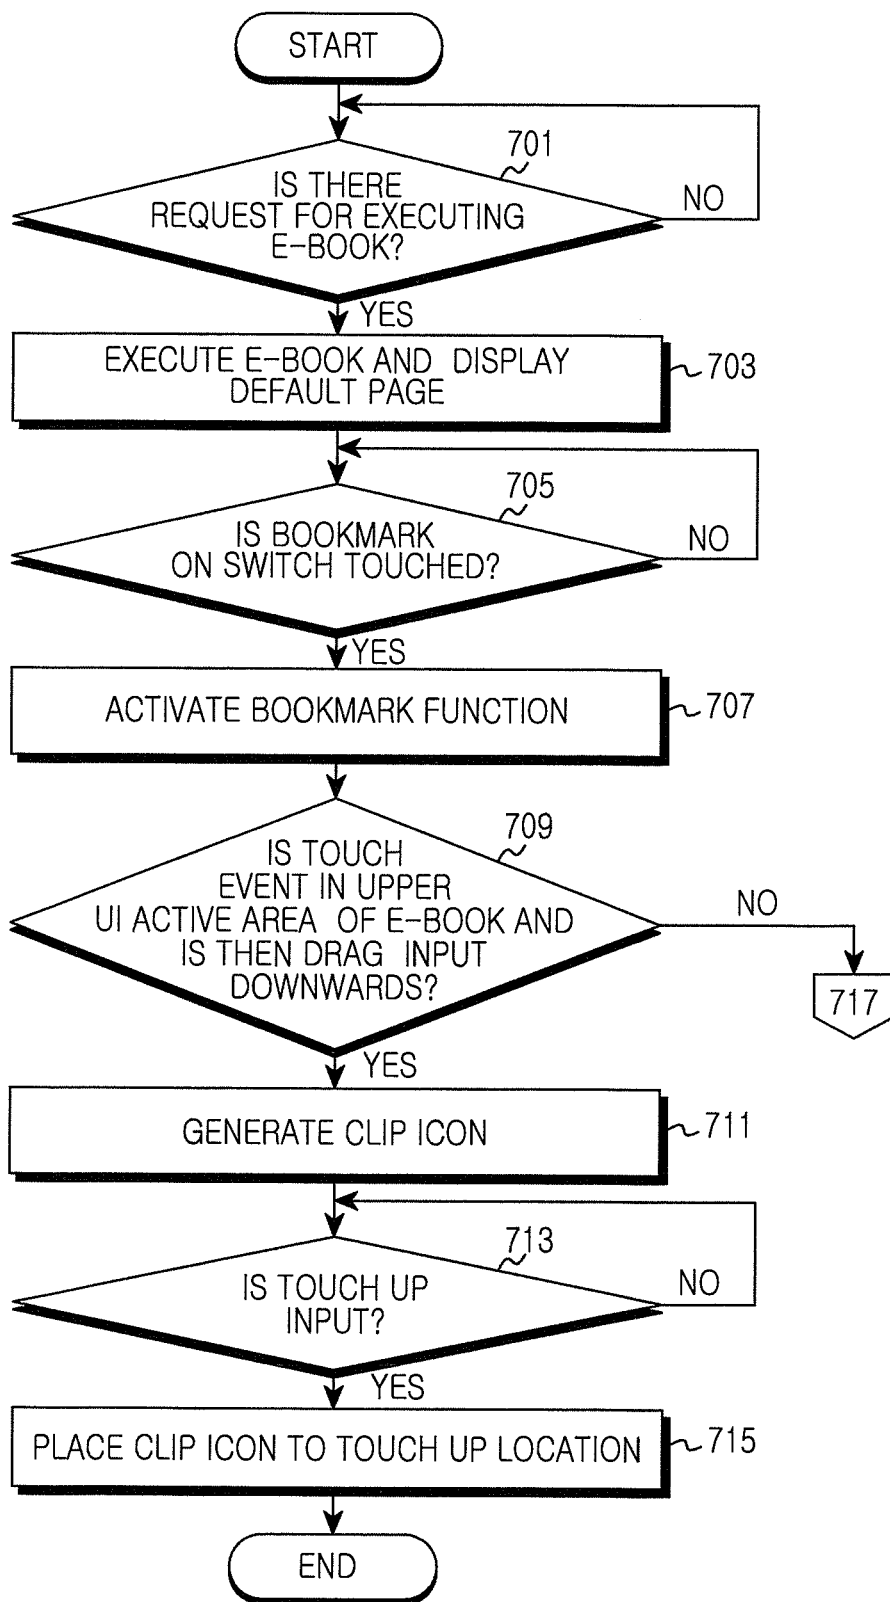 START
701
IS THERE
REQUEST FOR EXECUTING
E-BOOK?
NO
YES
EXECUTE E-BOOK AND DISPLAY
DEFAULT PAGE
703
705
IS BOOKMARK
ON SWITCH TOUCHED?
NO
YES
ACTIVATE BOOKMARK FUNCTION
707
709
IS TOUCH
EVENT IN UPPER
UI ACTIVE AREA OF E-BOOK AND
IS THEN DRAG INPUT
DOWNWARDS?
NO
717
YES
GENERATE CLIP ICON
711
713
IS TOUCH UP
INPUT?
NO
YES
PLACE CLIP ICON TO TOUCH UP LOCATION
715
END